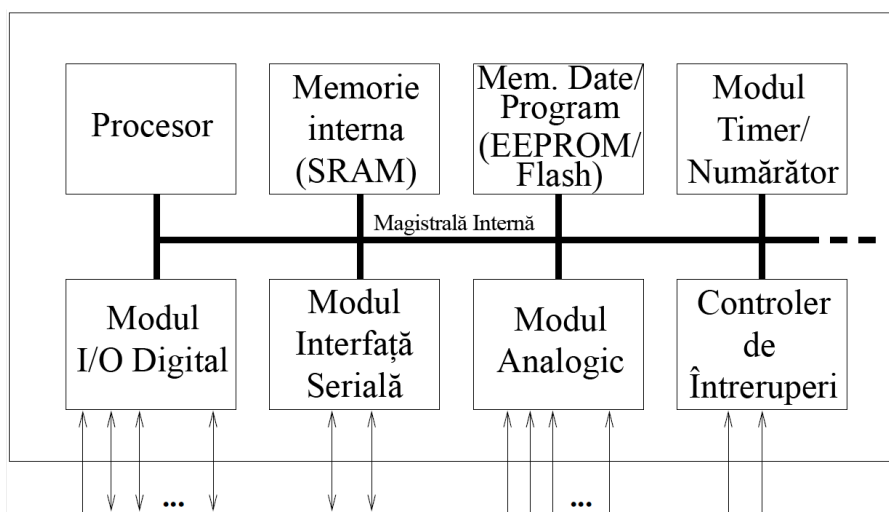 Procesor
Memorie
interna
(SRAM)
Mem. Date/
Program
(EEPROM/
Flash)
Modul
Timer/
Numărător
Magistrală Internă
Modul
I/O Digital
Modul
Interfață
Serială
Modul
Analogic
Controler
de
Întreruperi
...
...